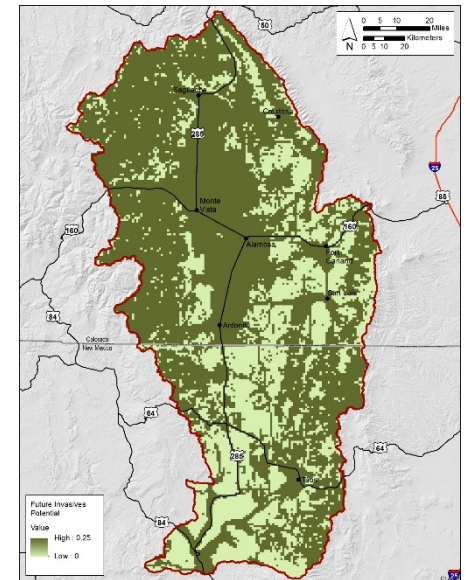 50
0 5 10 20
Miles
Kilometers
0 5 10 20
N
Saguache
Crestone
285
25
Monte
Vista
85
160
160
Alamosa
Fort
Garland
San Luis
84
Antonito
Colorado
New Mexico
64
64
285
Taos
84
Future Invasives
Potential
Value
High : 0.25
Low : 0
25